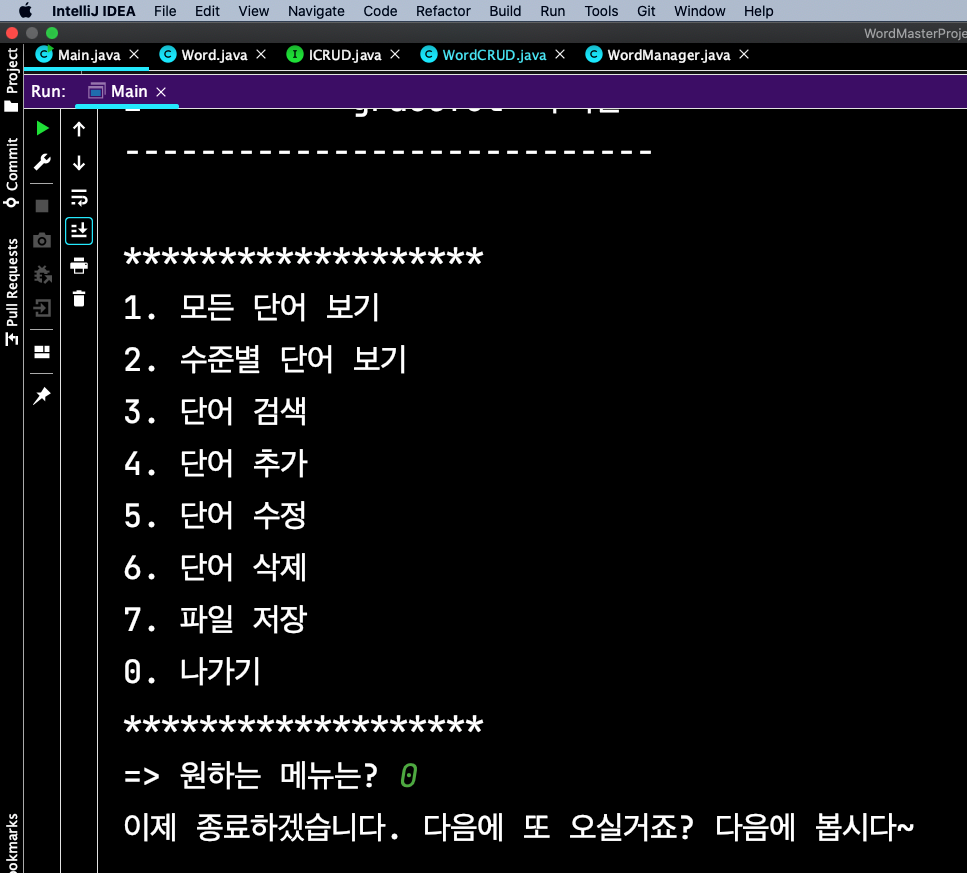 IntelliJ IDEA File Edit View Navigate Code Refactor Build Run Tools Git Window Help
WordMasterProje
Main.java Word.java ICRUD.java WordCRUD.java WordManager.java
Run: Main
Project
Commit
Pull Requests
okmarks
---------------------------
*******************
1. 모든 단어 보기
2. 수준별 단어 보기
3. 단어 검색
4. 단어 추가
5. 단어 수정
6. 단어 삭제
7. 파일 저장
0. 나가기
*******************
=> 원하는 메뉴는? 0
이제 종료하겠습니다. 다음에 또 오실거죠? 다음에 봅시다~